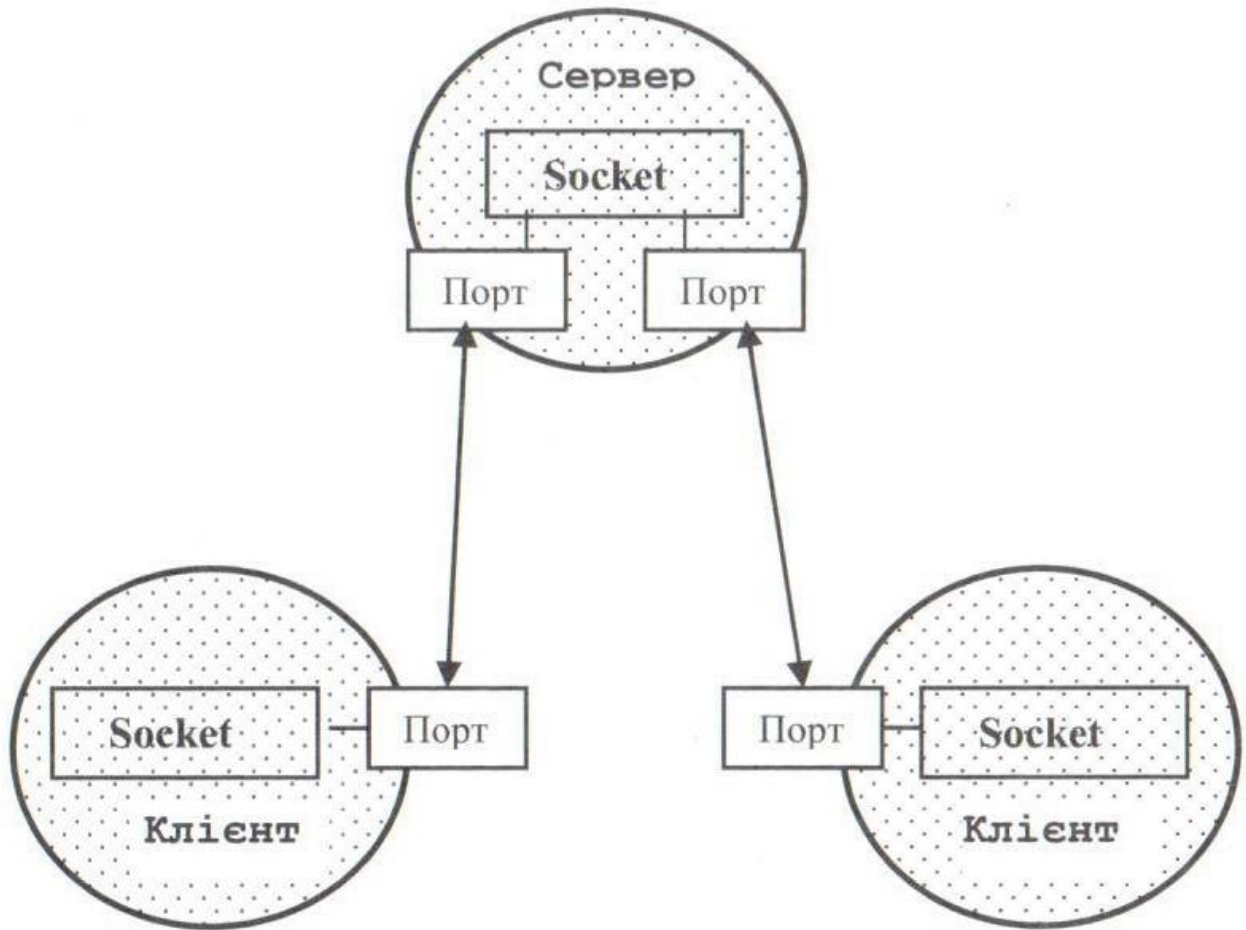 Сервер
Socket
Порт Порт
Socket Порт Порт Socket
Клієнт Клієнт